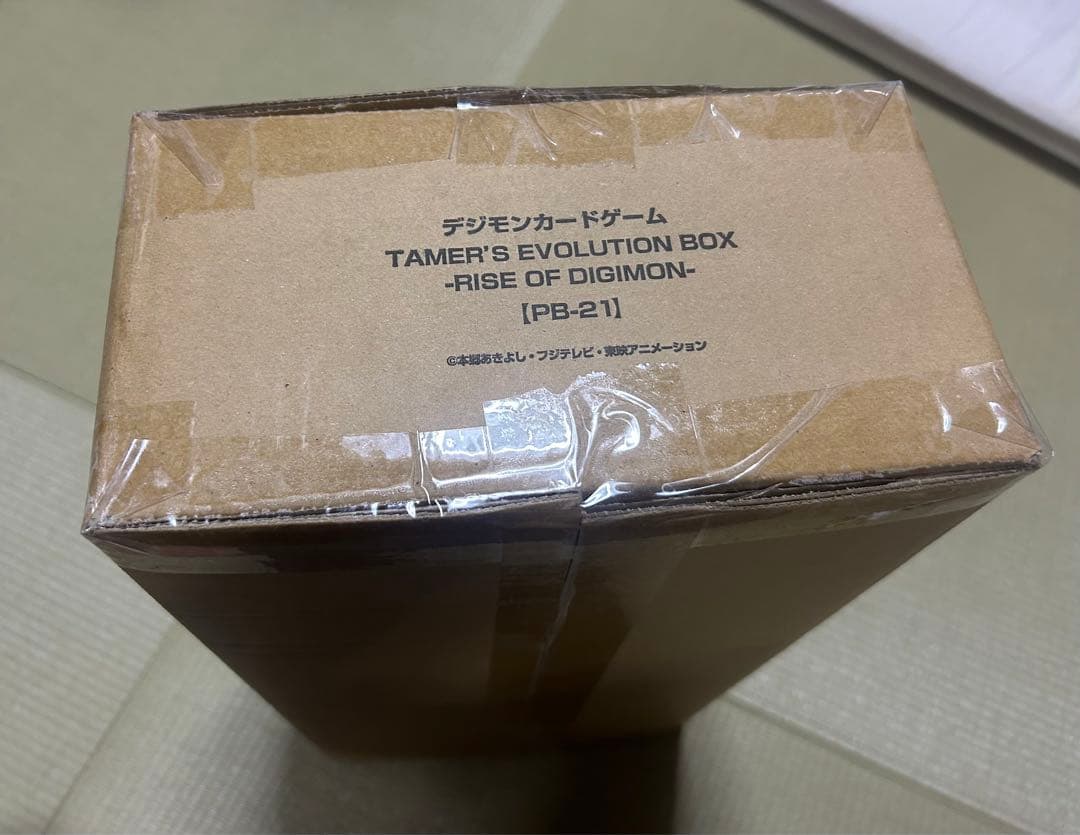 デジモンカードゲーム
TAMER'S EVOLUTION BOX
-RISE OF DIGIMON-
【PB-21】
©本郷あきよし・フジテレビ・東映アニメーション